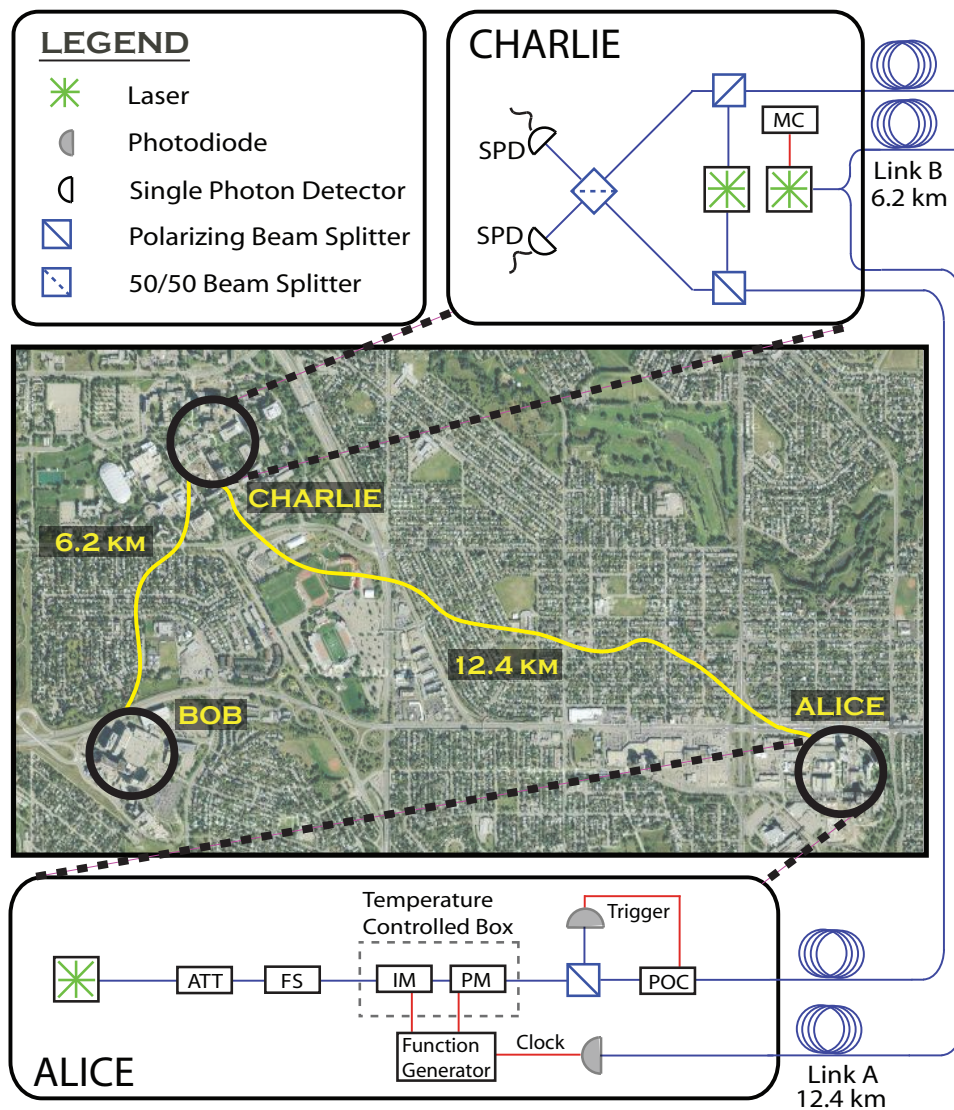 LEGEND
Laser
Photodiode
Single Photon Detector
Polarizing Beam Splitter
50/50 Beam Splitter
CHARLIE
SPD
SPD
MC
Link B
6.2 km
CHARLIE
6.2 KM
12.4 KM
BOB
ALICE
Temperature
Controlled Box
Trigger
ATT
FS
IM
PM
POC
Function
Generator
Clock
ALICE
Link A
12.4 km